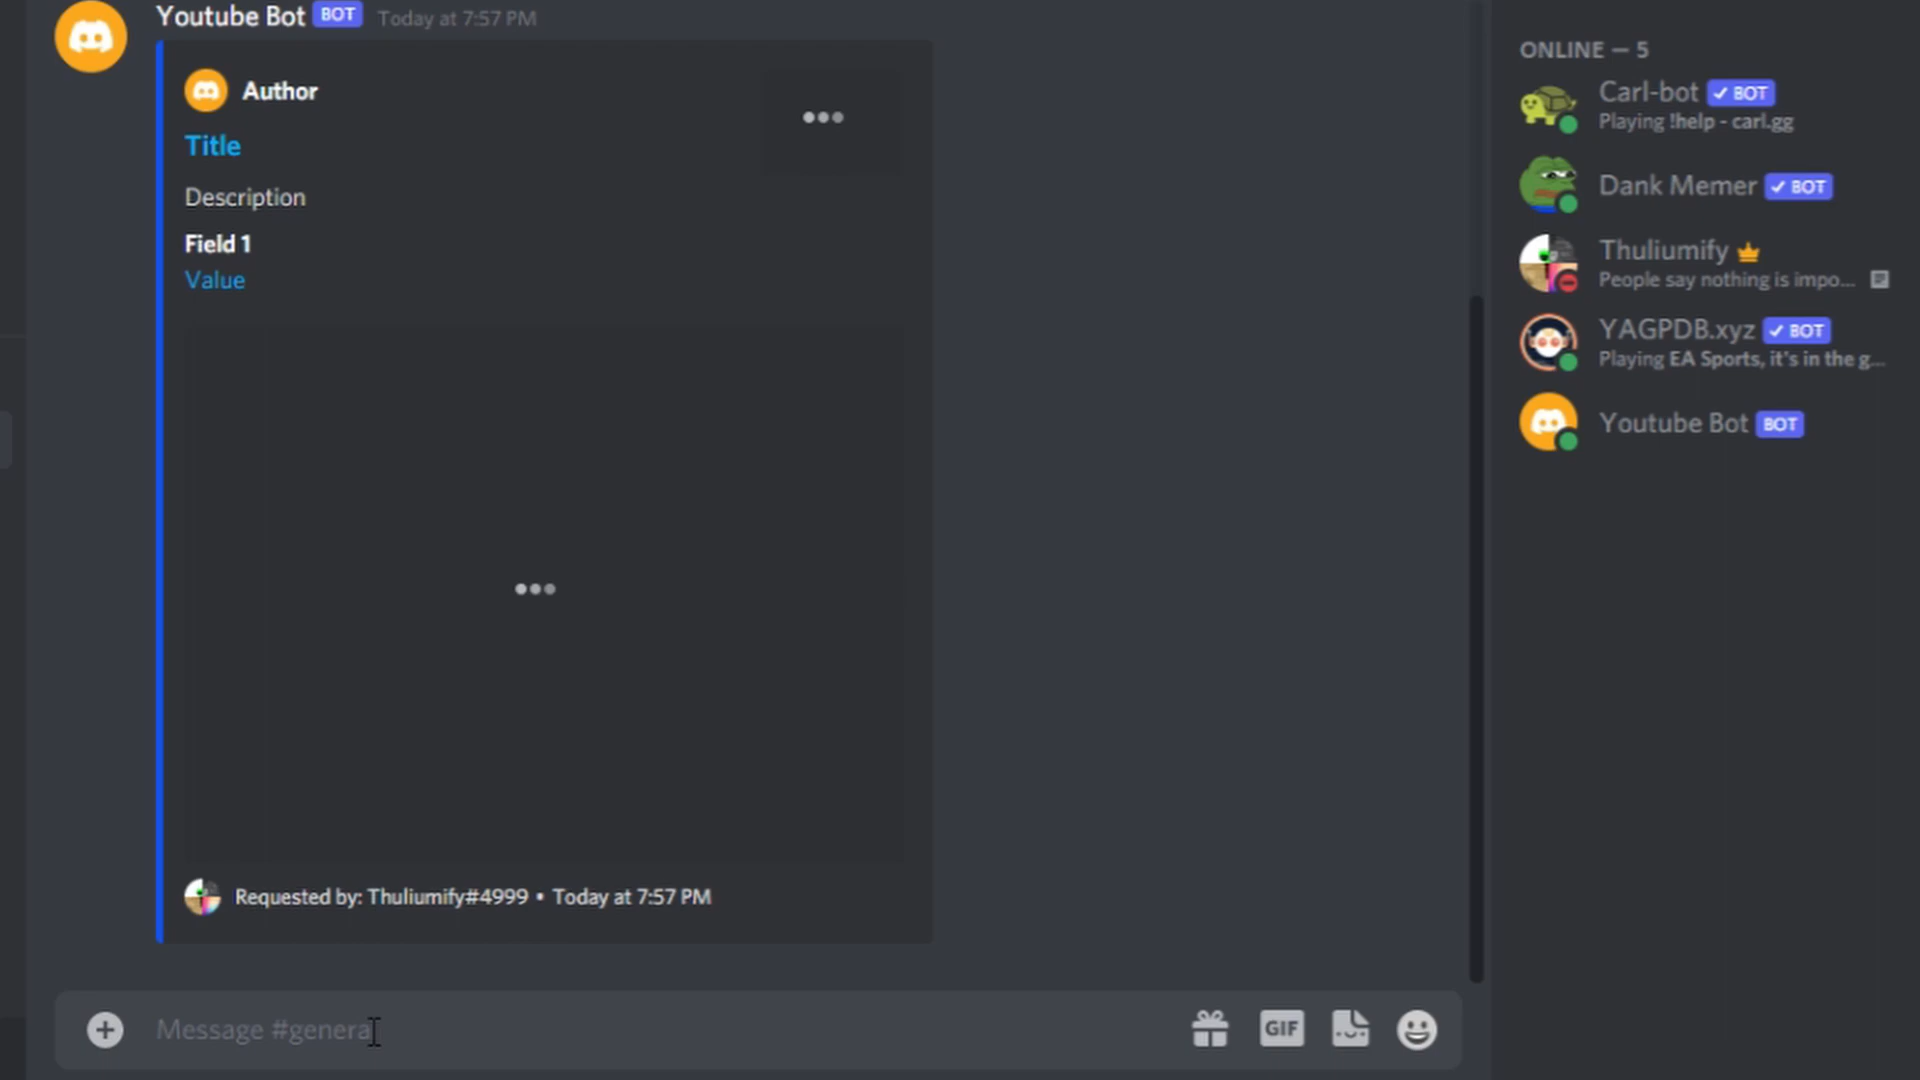 Youtube Bot BOT Today at 7:57 PM
Author
Title
Description
Field 1
Value
Requested by: Thuliumify#4999 • Today at 7:57 PM
Message #genera
GIF
ONLINE — 5
Carl-bot ✓ BOT
Playing !help - carl.gg
Dank Memer ✓ BOT
Thuliumify
People say nothing is impo...
YAGPDB.xyz ✓ BOT
Playing EA Sports, it's in the g...
Youtube Bot BOT